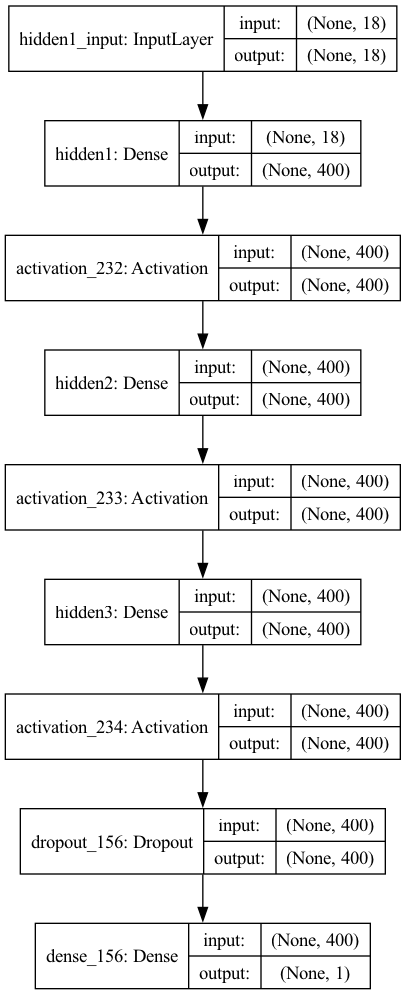 hidden1_input: InputLayer
input: (None, 18)
output: (None, 18)
hidden1: Dense
input: (None, 18)
output: (None, 400)
activation_232: Activation
input: (None, 400)
output: (None, 400)
hidden2: Dense
input: (None, 400)
output: (None, 400)
activation_233: Activation
input: (None, 400)
output: (None, 400)
hidden3: Dense
input: (None, 400)
output: (None, 400)
activation_234: Activation
input: (None, 400)
output: (None, 400)
dropout_156: Dropout
input: (None, 400)
output: (None, 400)
dense_156: Dense
input: (None, 400)
output: (None, 1)